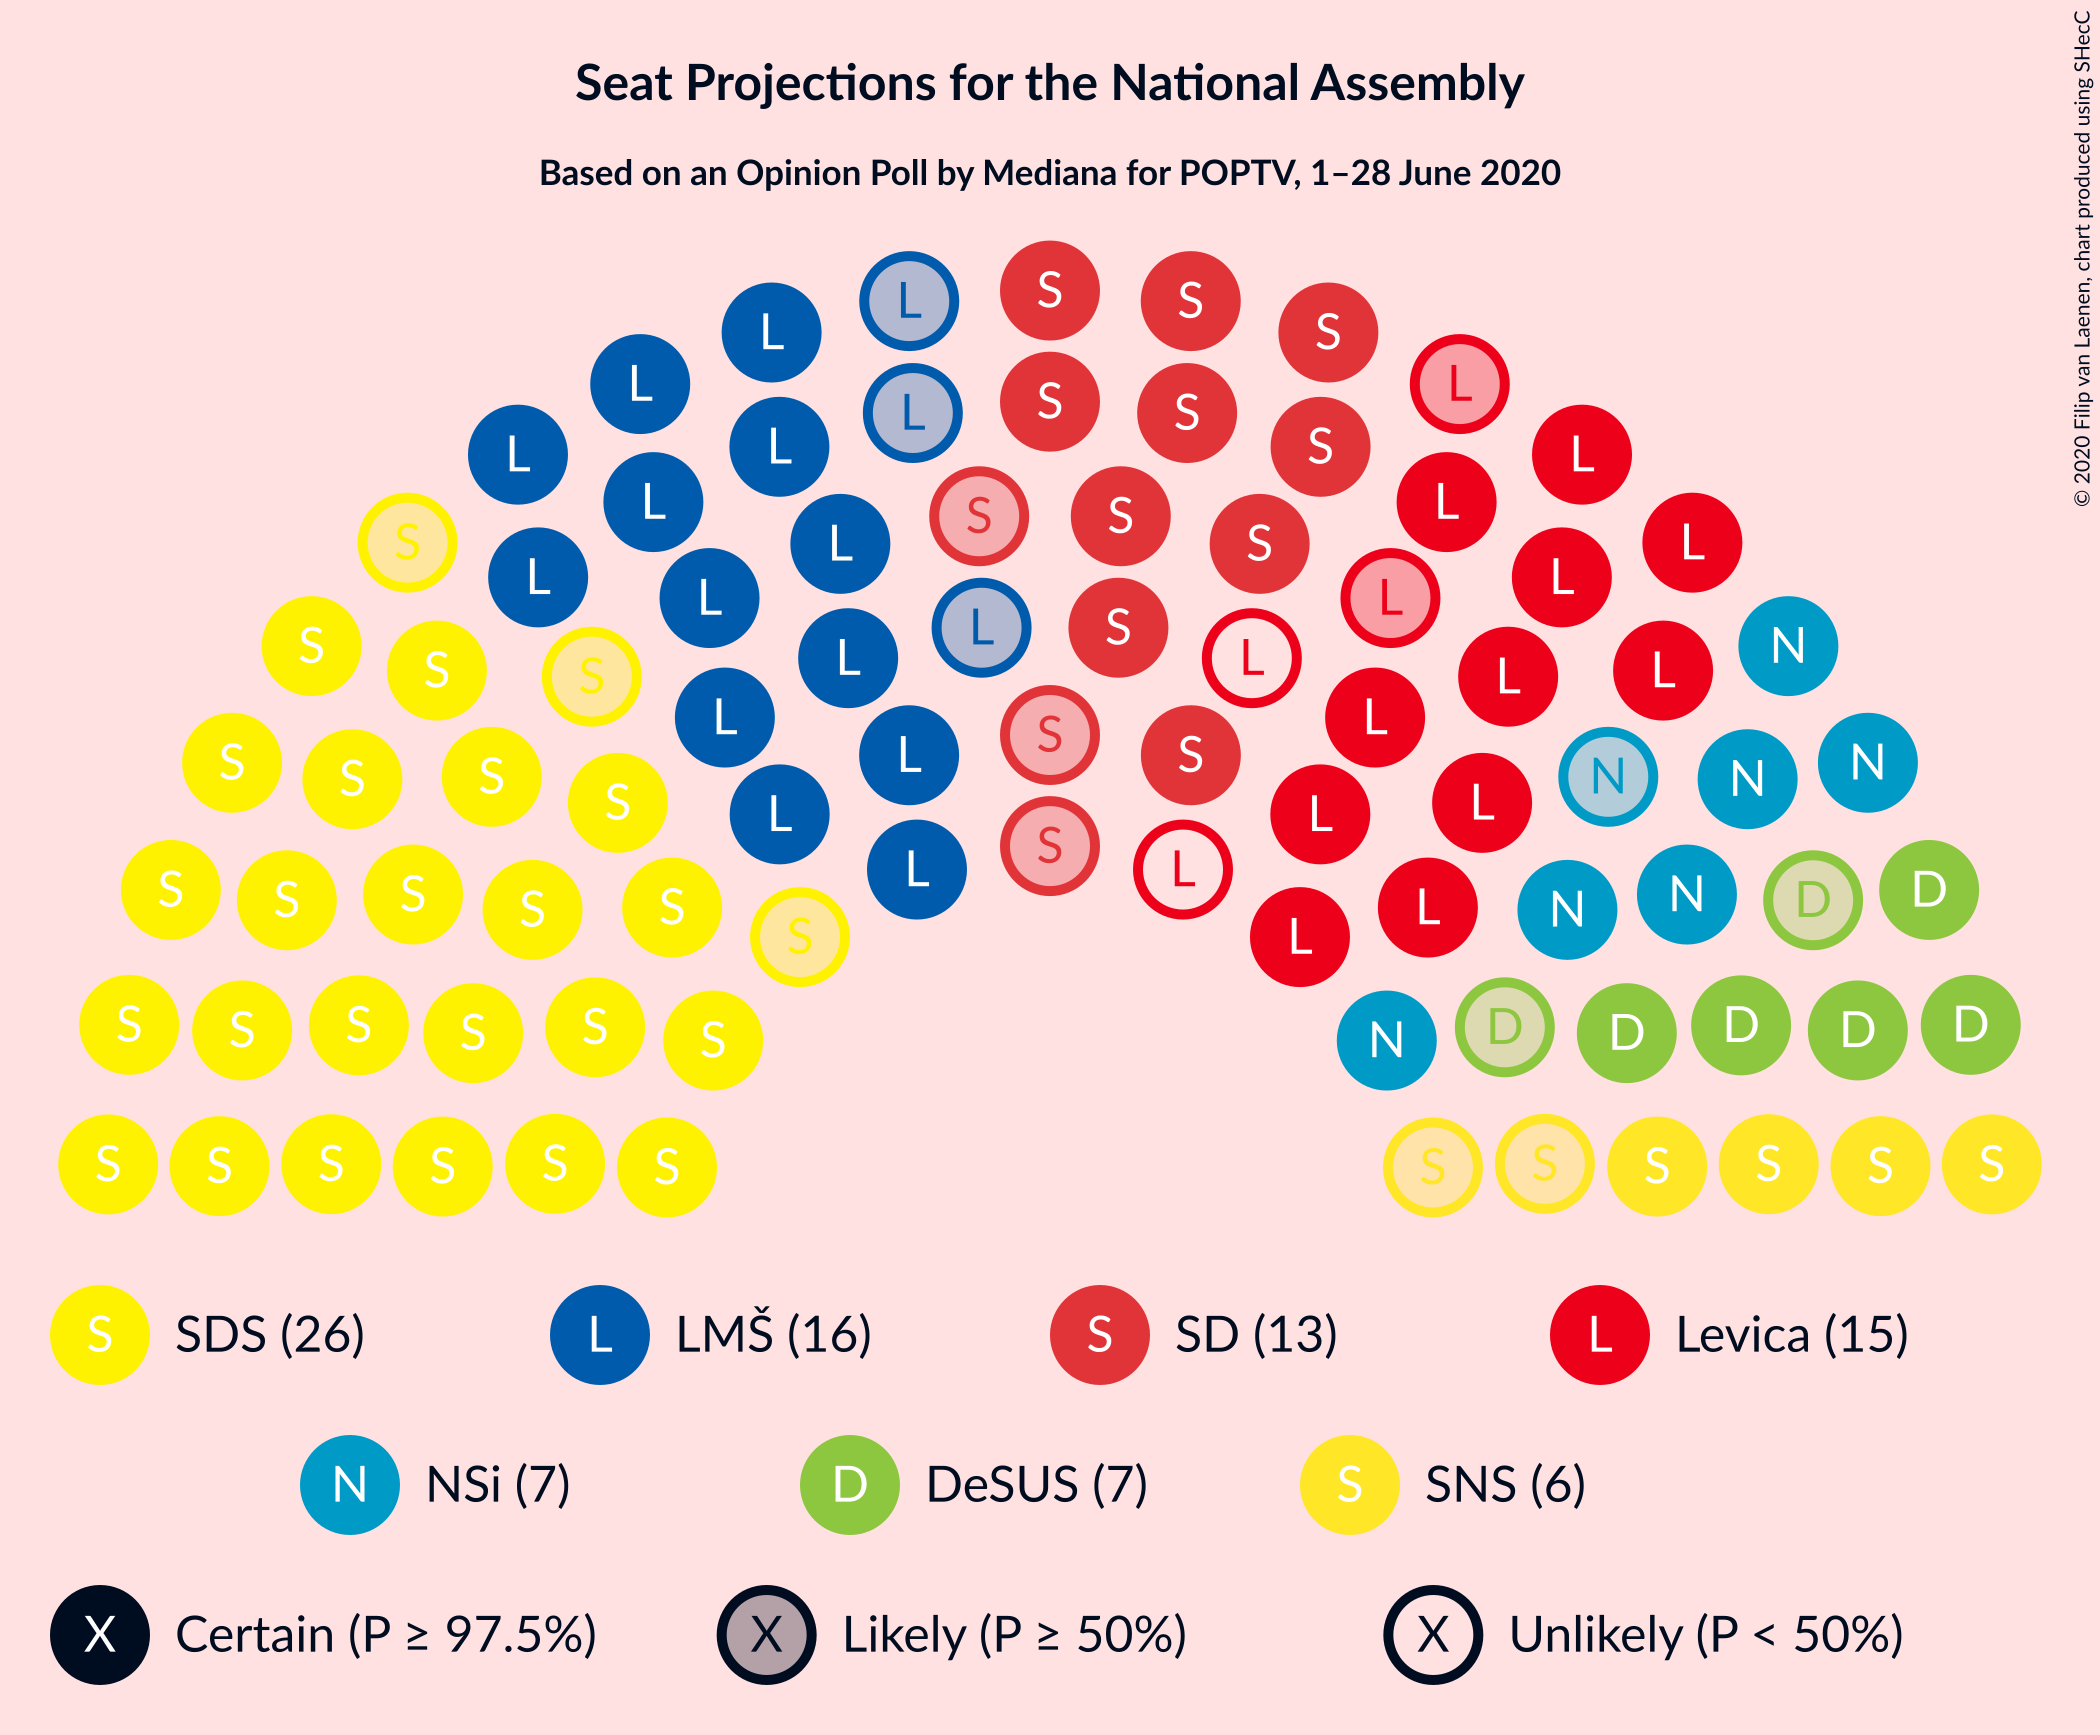 Seat Projections for the National Assembly
Based on an Opinion Poll by Mediana for POPTV, 1–28 June 2020
© 2020 Filip van Laenen, chart produced using SHecC
L S S
L S
L L
L S S
L L
L S
S L L L
L S S
S L L
L L
L S L
S S N
S L L L
L S
L S
S S S N N N
S L
L L
L S L
S S S S S N N D D
S L
S S S S S S N D D D D D
S S S S S S S S S S S S
S SDS (26) L LMŠ (16) S SD (13) L Levica (15)
N NSi (7) D DeSUS (7) S SNS (6)
X Certain (P ≥ 97.5%) X Likely (P ≥ 50%) X Unlikely (P < 50%)